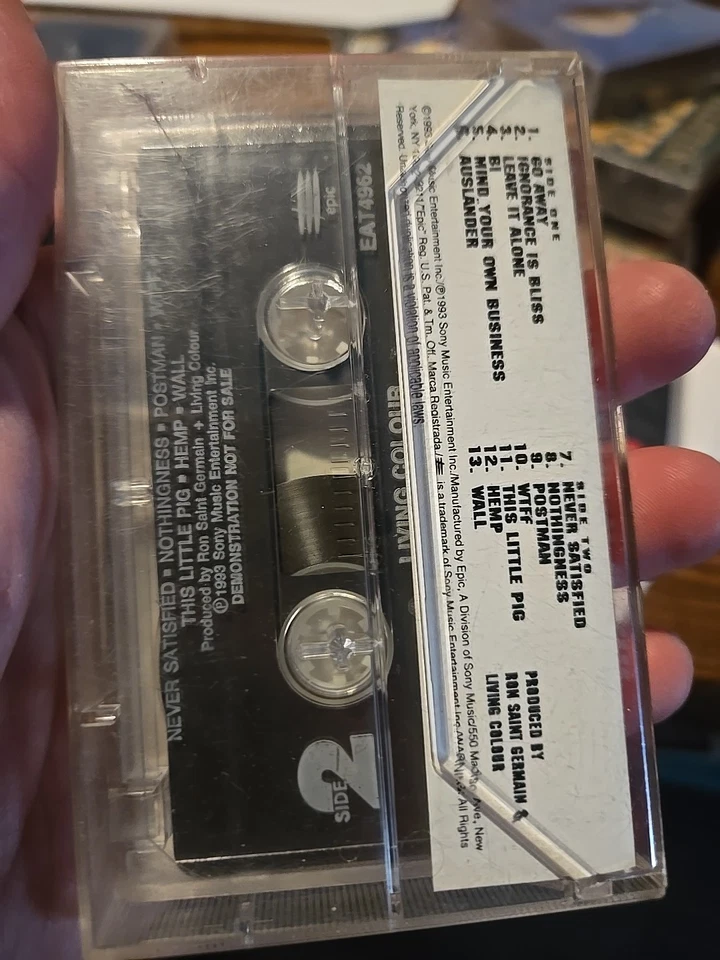 SIDE ONE
1. GO AWAY
2. IGNORANCE IS BLISS
3. LEAVE IT ALONE
4. BI
5. MIND YOUR OWN BUSINESS
AUSLANDER
SIDE TWO
7. NEVER SATISFIED
8. NOTHINGNESS
9. POSTMAN
10. WTFF
11. THIS LITTLE PIG
12. HEMP
13. WALL
PRODUCED BY
RON SAINT GERMAIN &
LIVING COLOUR
©1993 Music Entertainment Inc./℗1993 Sony Music Entertainment Inc./Manufactured by Epic, A Division of Sony Music/550 Madison Ave., New
York, NY "Epic" Reg. U.S. Pat. & Tm. Off. Marca Registrada./ is a trademark of Sony Music Entertainment Inc./WARNING: All Rights
Reserved. Unauthorized duplication is a violation of applicable laws.
LIVING COLOUR
EAT4982
epic
SIDE 2
NEVER SATISFIED • NOTHINGNESS • POSTMAN •
THIS LITTLE PIG • HEMP • WALL
Produced by Ron Saint Germain + Living Colour
℗1993 Sony Music Entertainment Inc.
DEMONSTRATION NOT FOR SALE